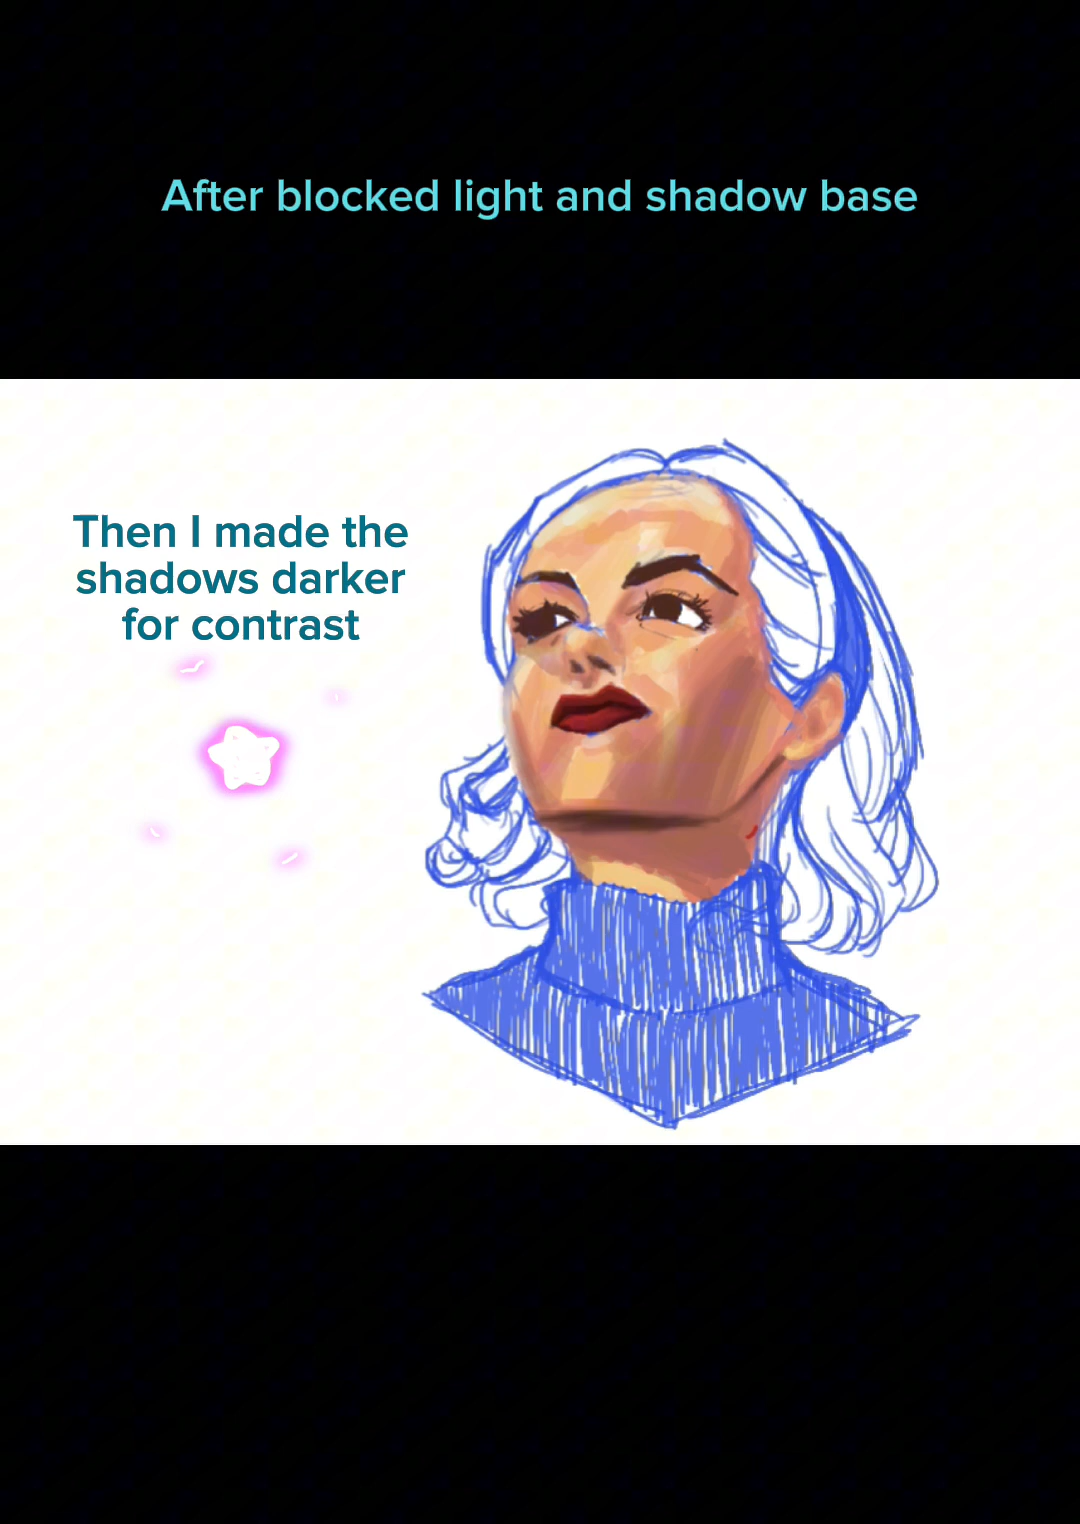 After blocked light and shadow base
Then I made the
shadows darker
for contrast